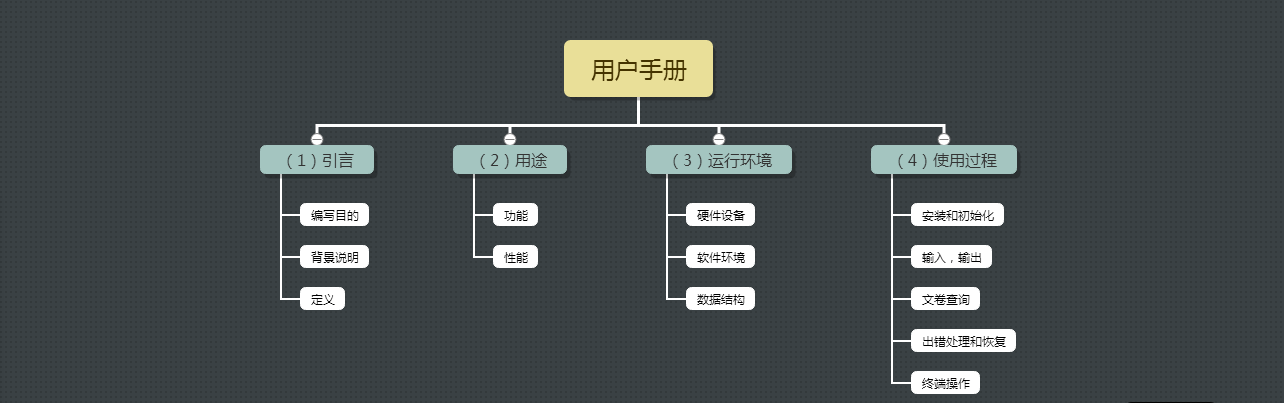 用户手册
（1）引言
编写目的
背景说明
定义
（2）用途
功能
性能
（3）运行环境
硬件设备
软件环境
数据结构
（4）使用过程
安装和初始化
输入，输出
文卷查询
出错处理和恢复
终端操作